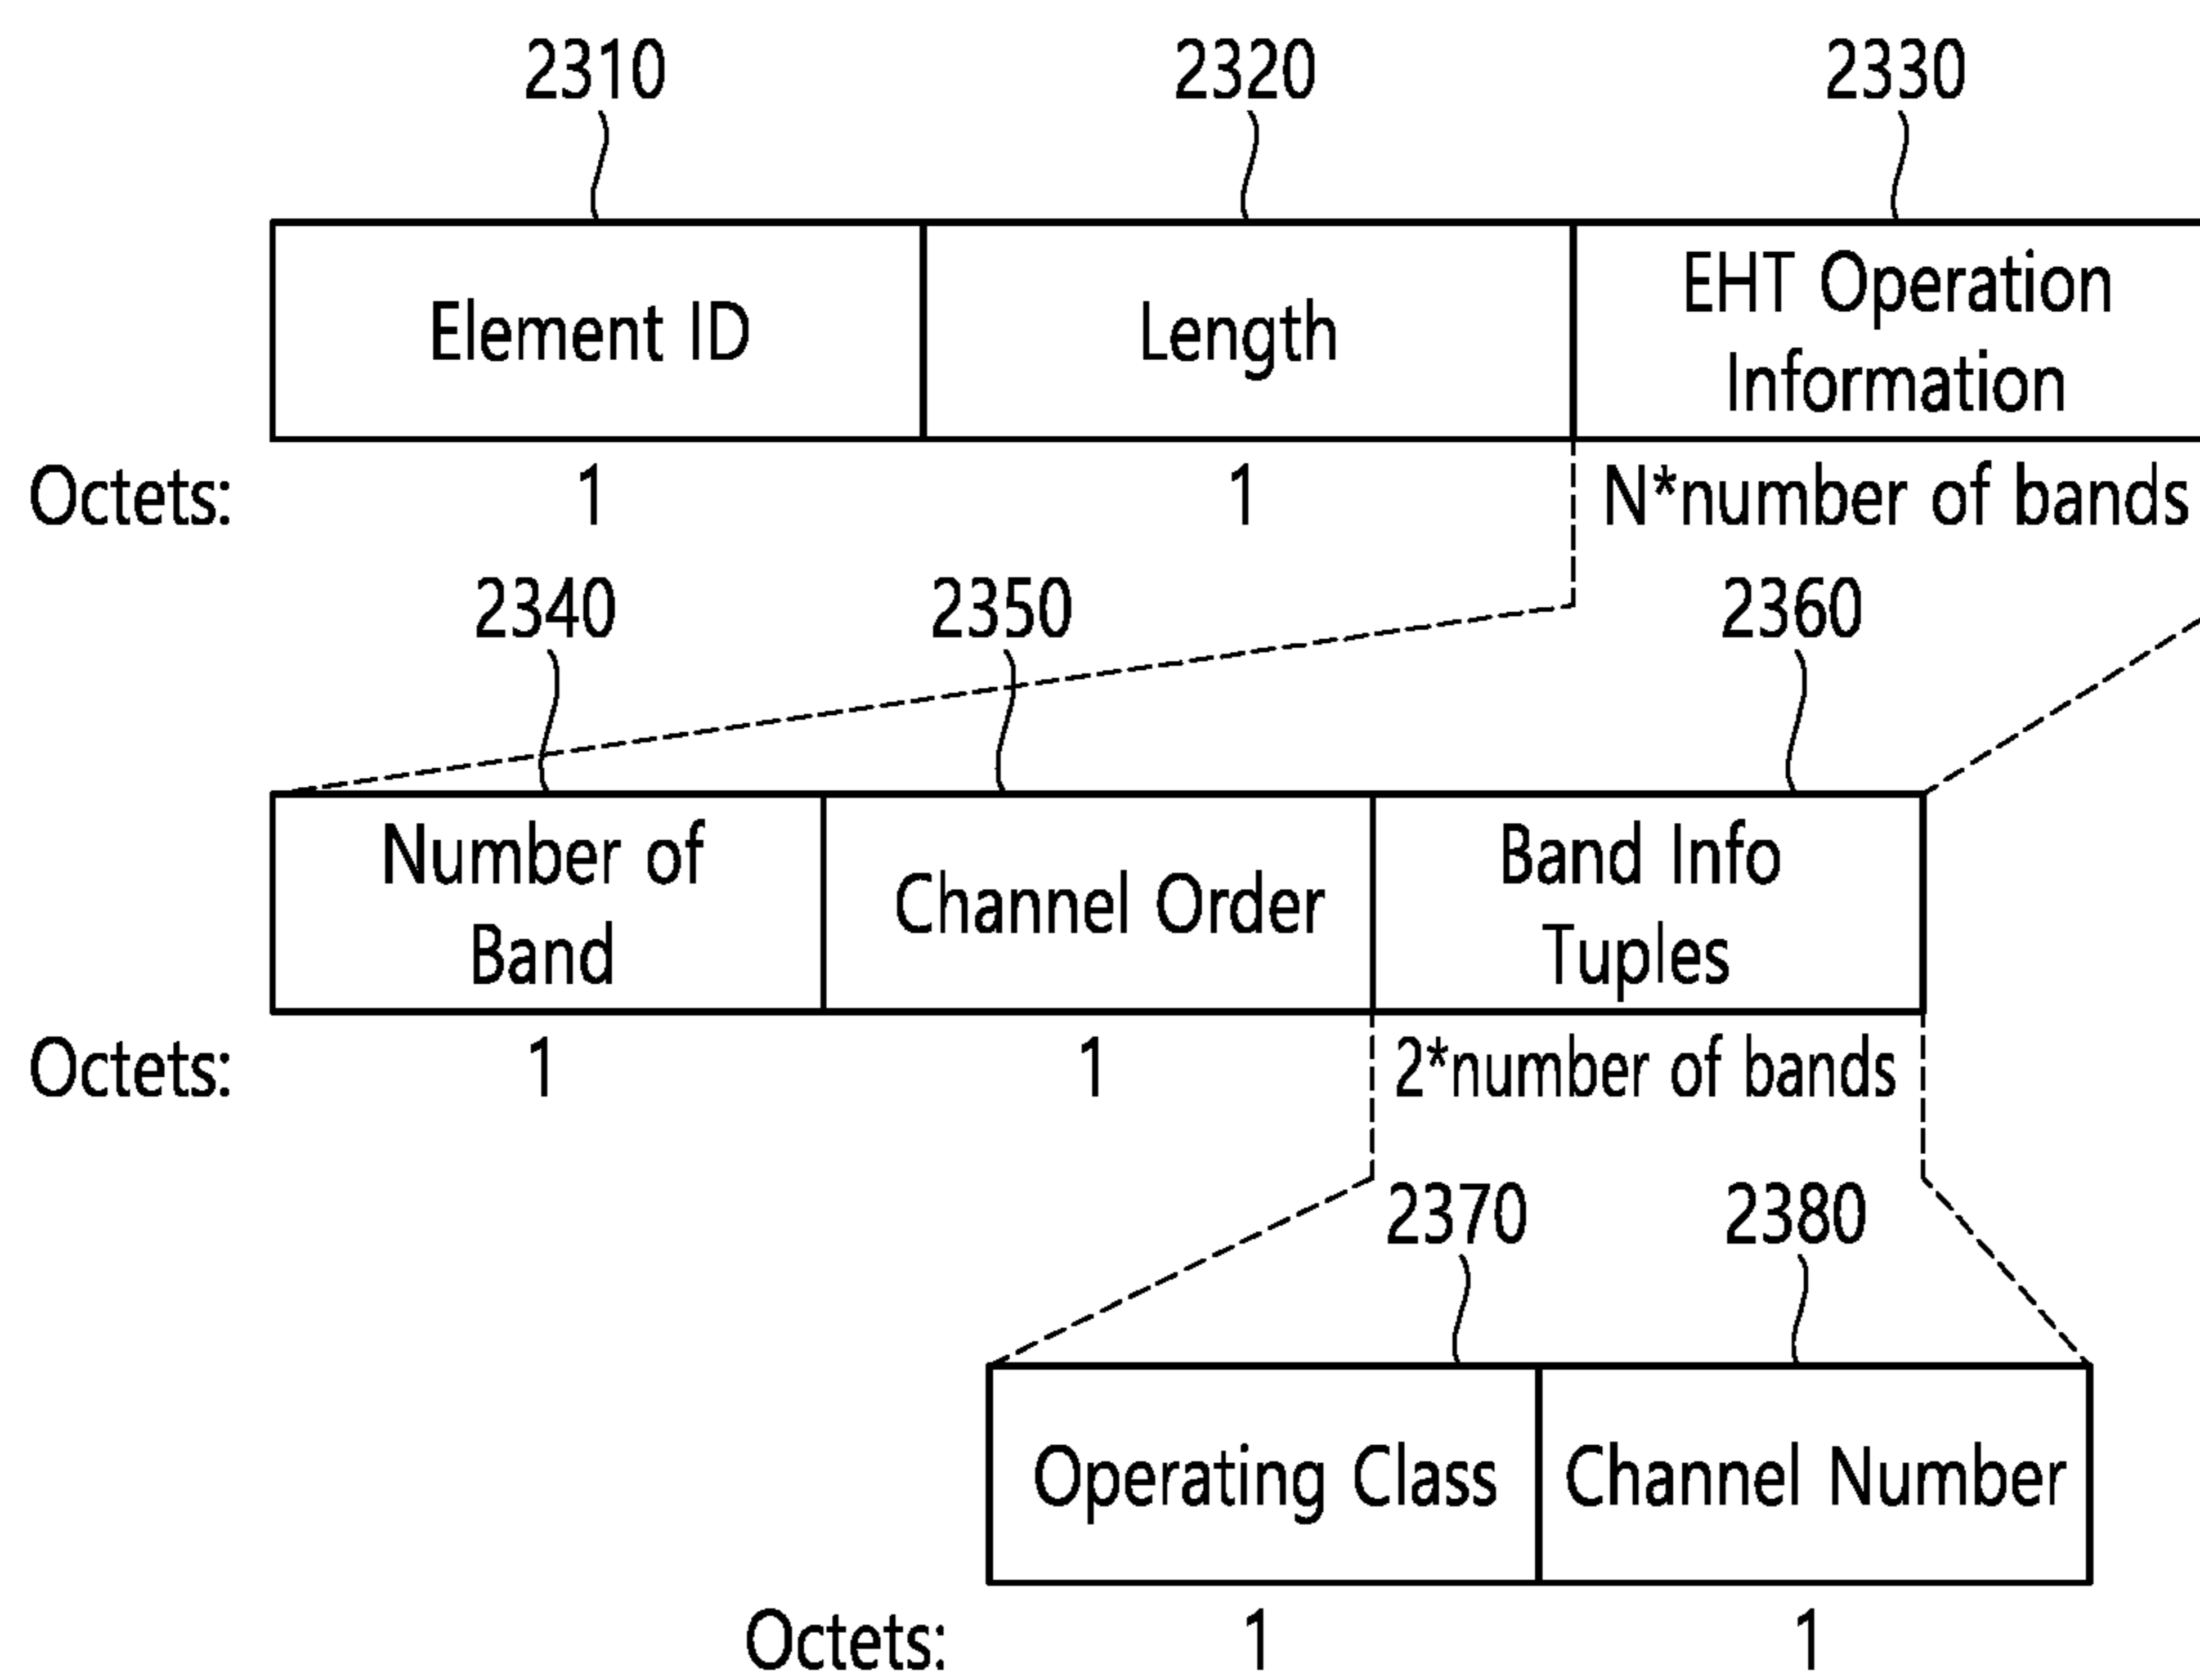 2310 2320 2330
Element ID Length EHT Operation
Information
Octets: 1 1 N*number of bands
2340 2350 2360
Number of
Band Channel Order Band Info
Tuples
Octets: 1 1 2*number of bands
2370 2380
Operating Class Channel Number
Octets: 1 1